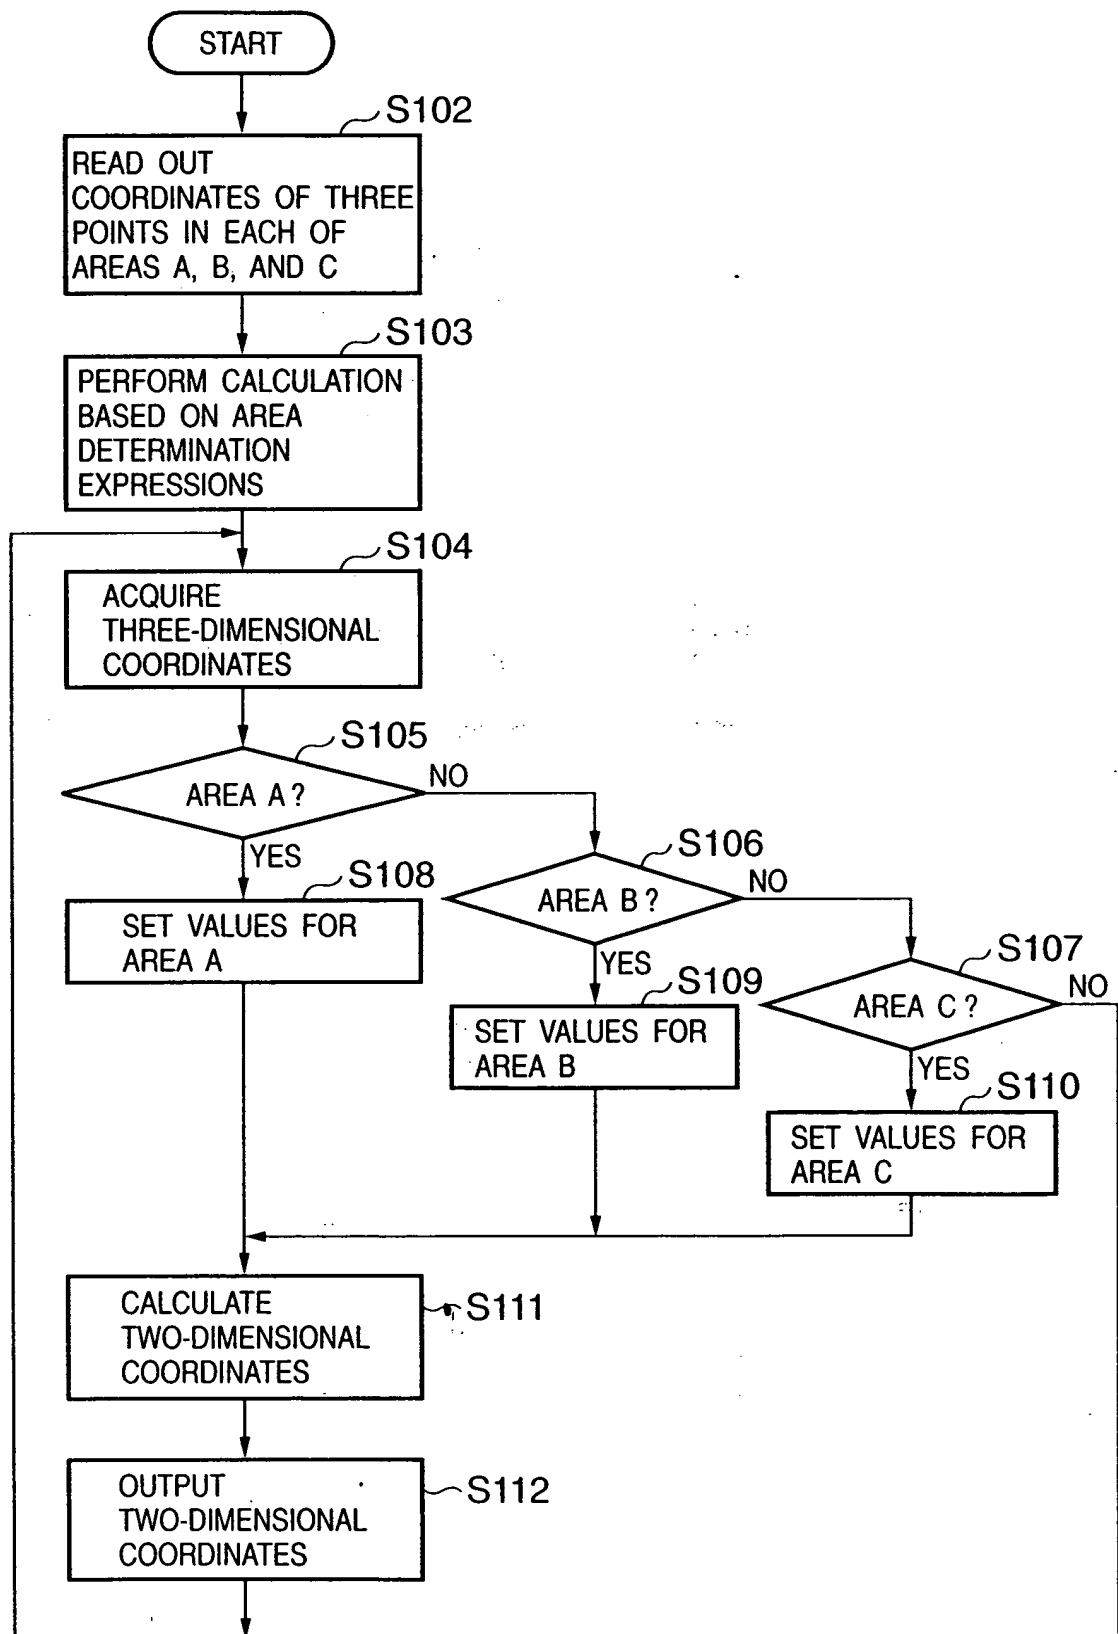 START
S102
READ OUT
COORDINATES OF THREE
POINTS IN EACH OF
AREAS A, B, AND C
S103
PERFORM CALCULATION
BASED ON AREA
DETERMINATION
EXPRESSIONS
S104
ACQUIRE
THREE-DIMENSIONAL
COORDINATES
S105
AREA A?
NO
YES
S106
AREA B?
NO
YES
S107
AREA C?
NO
YES
S108
SET VALUES FOR
AREA A
S109
SET VALUES FOR
AREA B
S110
SET VALUES FOR
AREA C
S111
CALCULATE
TWO-DIMENSIONAL
COORDINATES
S112
OUTPUT
TWO-DIMENSIONAL
COORDINATES